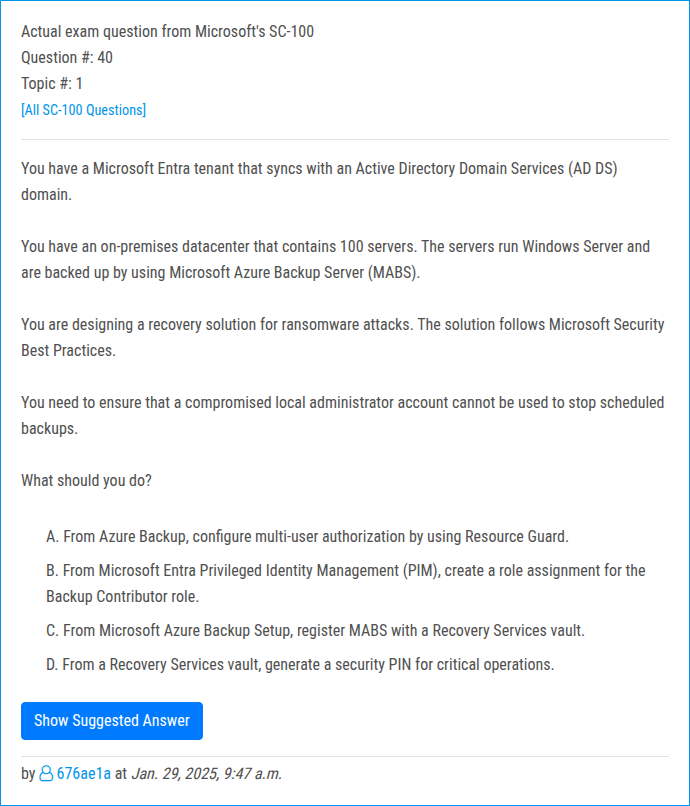 Actual exam question from Microsoft's SC-100
Question #: 40
Topic #: 1
[All SC-100 Questions]
You have a Microsoft Entra tenant that syncs with an Active Directory Domain Services (AD DS)
domain.
You have an on-premises datacenter that contains 100 servers. The servers run Windows Server and
are backed up by using Microsoft Azure Backup Server (MABS).
You are designing a recovery solution for ransomware attacks. The solution follows Microsoft Security
Best Practices.
You need to ensure that a compromised local administrator account cannot be used to stop scheduled
backups.
What should you do?
A. From Azure Backup, configure multi-user authorization by using Resource Guard.
B. From Microsoft Entra Privileged Identity Management (PIM), create a role assignment for the
Backup Contributor role.
C. From Microsoft Azure Backup Setup, register MABS with a Recovery Services vault.
D. From a Recovery Services vault, generate a security PIN for critical operations.
Show Suggested Answer
by 676ae1a at Jan. 29, 2025, 9:47 a.m.